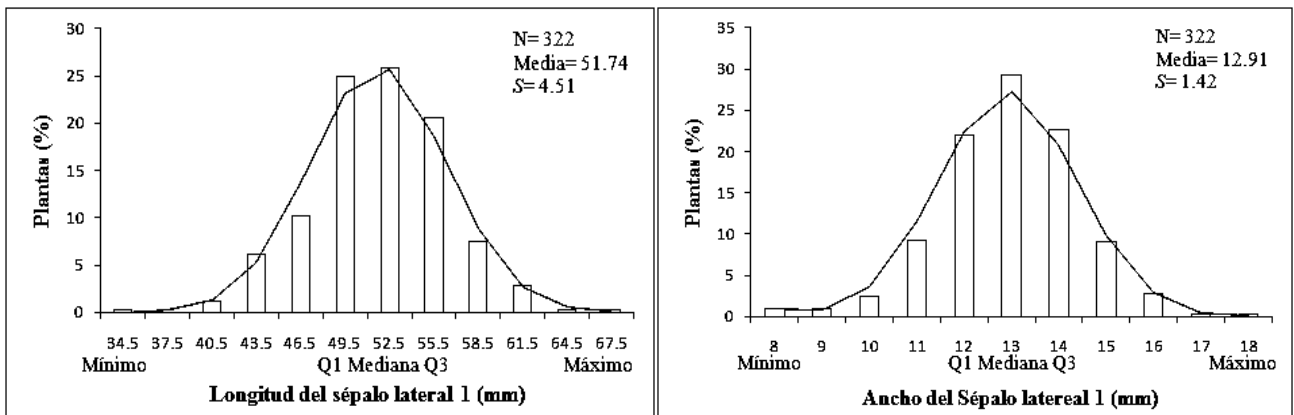 N= 322
Media= 51.74
S= 4.51
30
25
20
15
10
5
0
Plantas (%)
34.5 37.5 40.5 43.5 46.5 49.5 52.5 55.5 58.5 61.5 64.5 67.5
Mínimo Q1 Mediana Q3 Máximo
Longitud del sépalo lateral 1 (mm)
N= 322
Media= 12.91
S= 1.42
35
30
25
20
15
10
5
0
Plantas (%)
8 9 10 11 12 13 14 15 16 17 18
Mínimo Q1 Mediana Q3 Máximo
Ancho del Sépalo latereal 1 (mm)